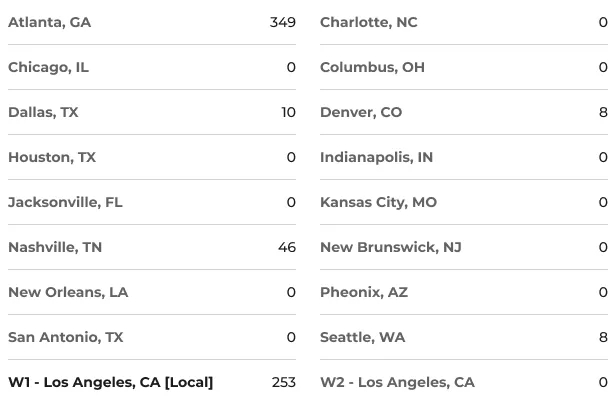 Atlanta, GA 349 Charlotte, NC 0
Chicago, IL 0 Columbus, OH 0
Dallas, TX 10 Denver, CO 8
Houston, TX 0 Indianapolis, IN 0
Jacksonville, FL 0 Kansas City, MO 0
Nashville, TN 46 New Brunswick, NJ 0
New Orleans, LA 0 Pheonix, AZ 0
San Antonio, TX 0 Seattle, WA 8
W1 - Los Angeles, CA [Local] 253 W2 - Los Angeles, CA 0